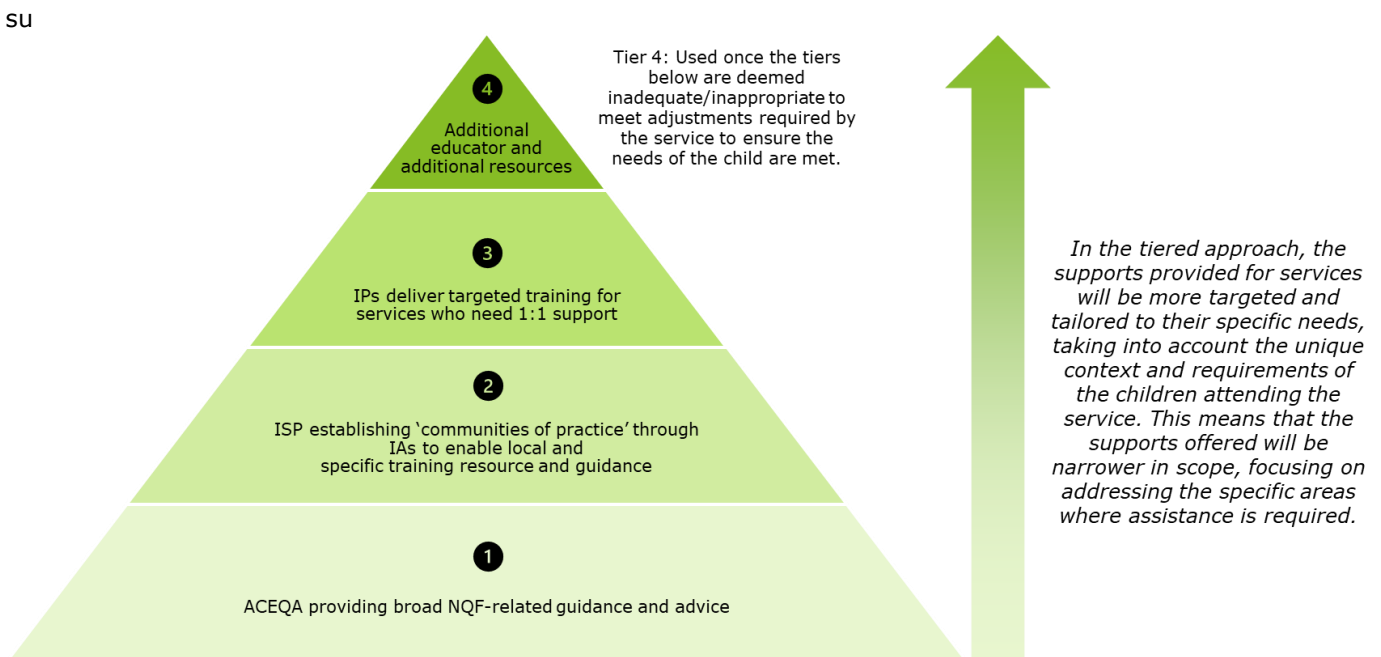 su
4
Additional
educator and
additional resources
Tier 4: Used once the tiers
below are deemed
inadequate/inappropriate to
meet adjustments required by
the service to ensure the
needs of the child are met.
3
IPs deliver targeted training for
services who need 1:1 support
2
ISP establishing ‘communities of practice’ through
IAs to enable local and
specific training resource and guidance
1
ACEQA providing broad NQF-related guidance and advice
In the tiered approach, the
supports provided for services
will be more targeted and
tailored to their specific needs,
taking into account the unique
context and requirements of
the children attending the
service. This means that the
supports offered will be
narrower in scope, focusing on
addressing the specific areas
where assistance is required.